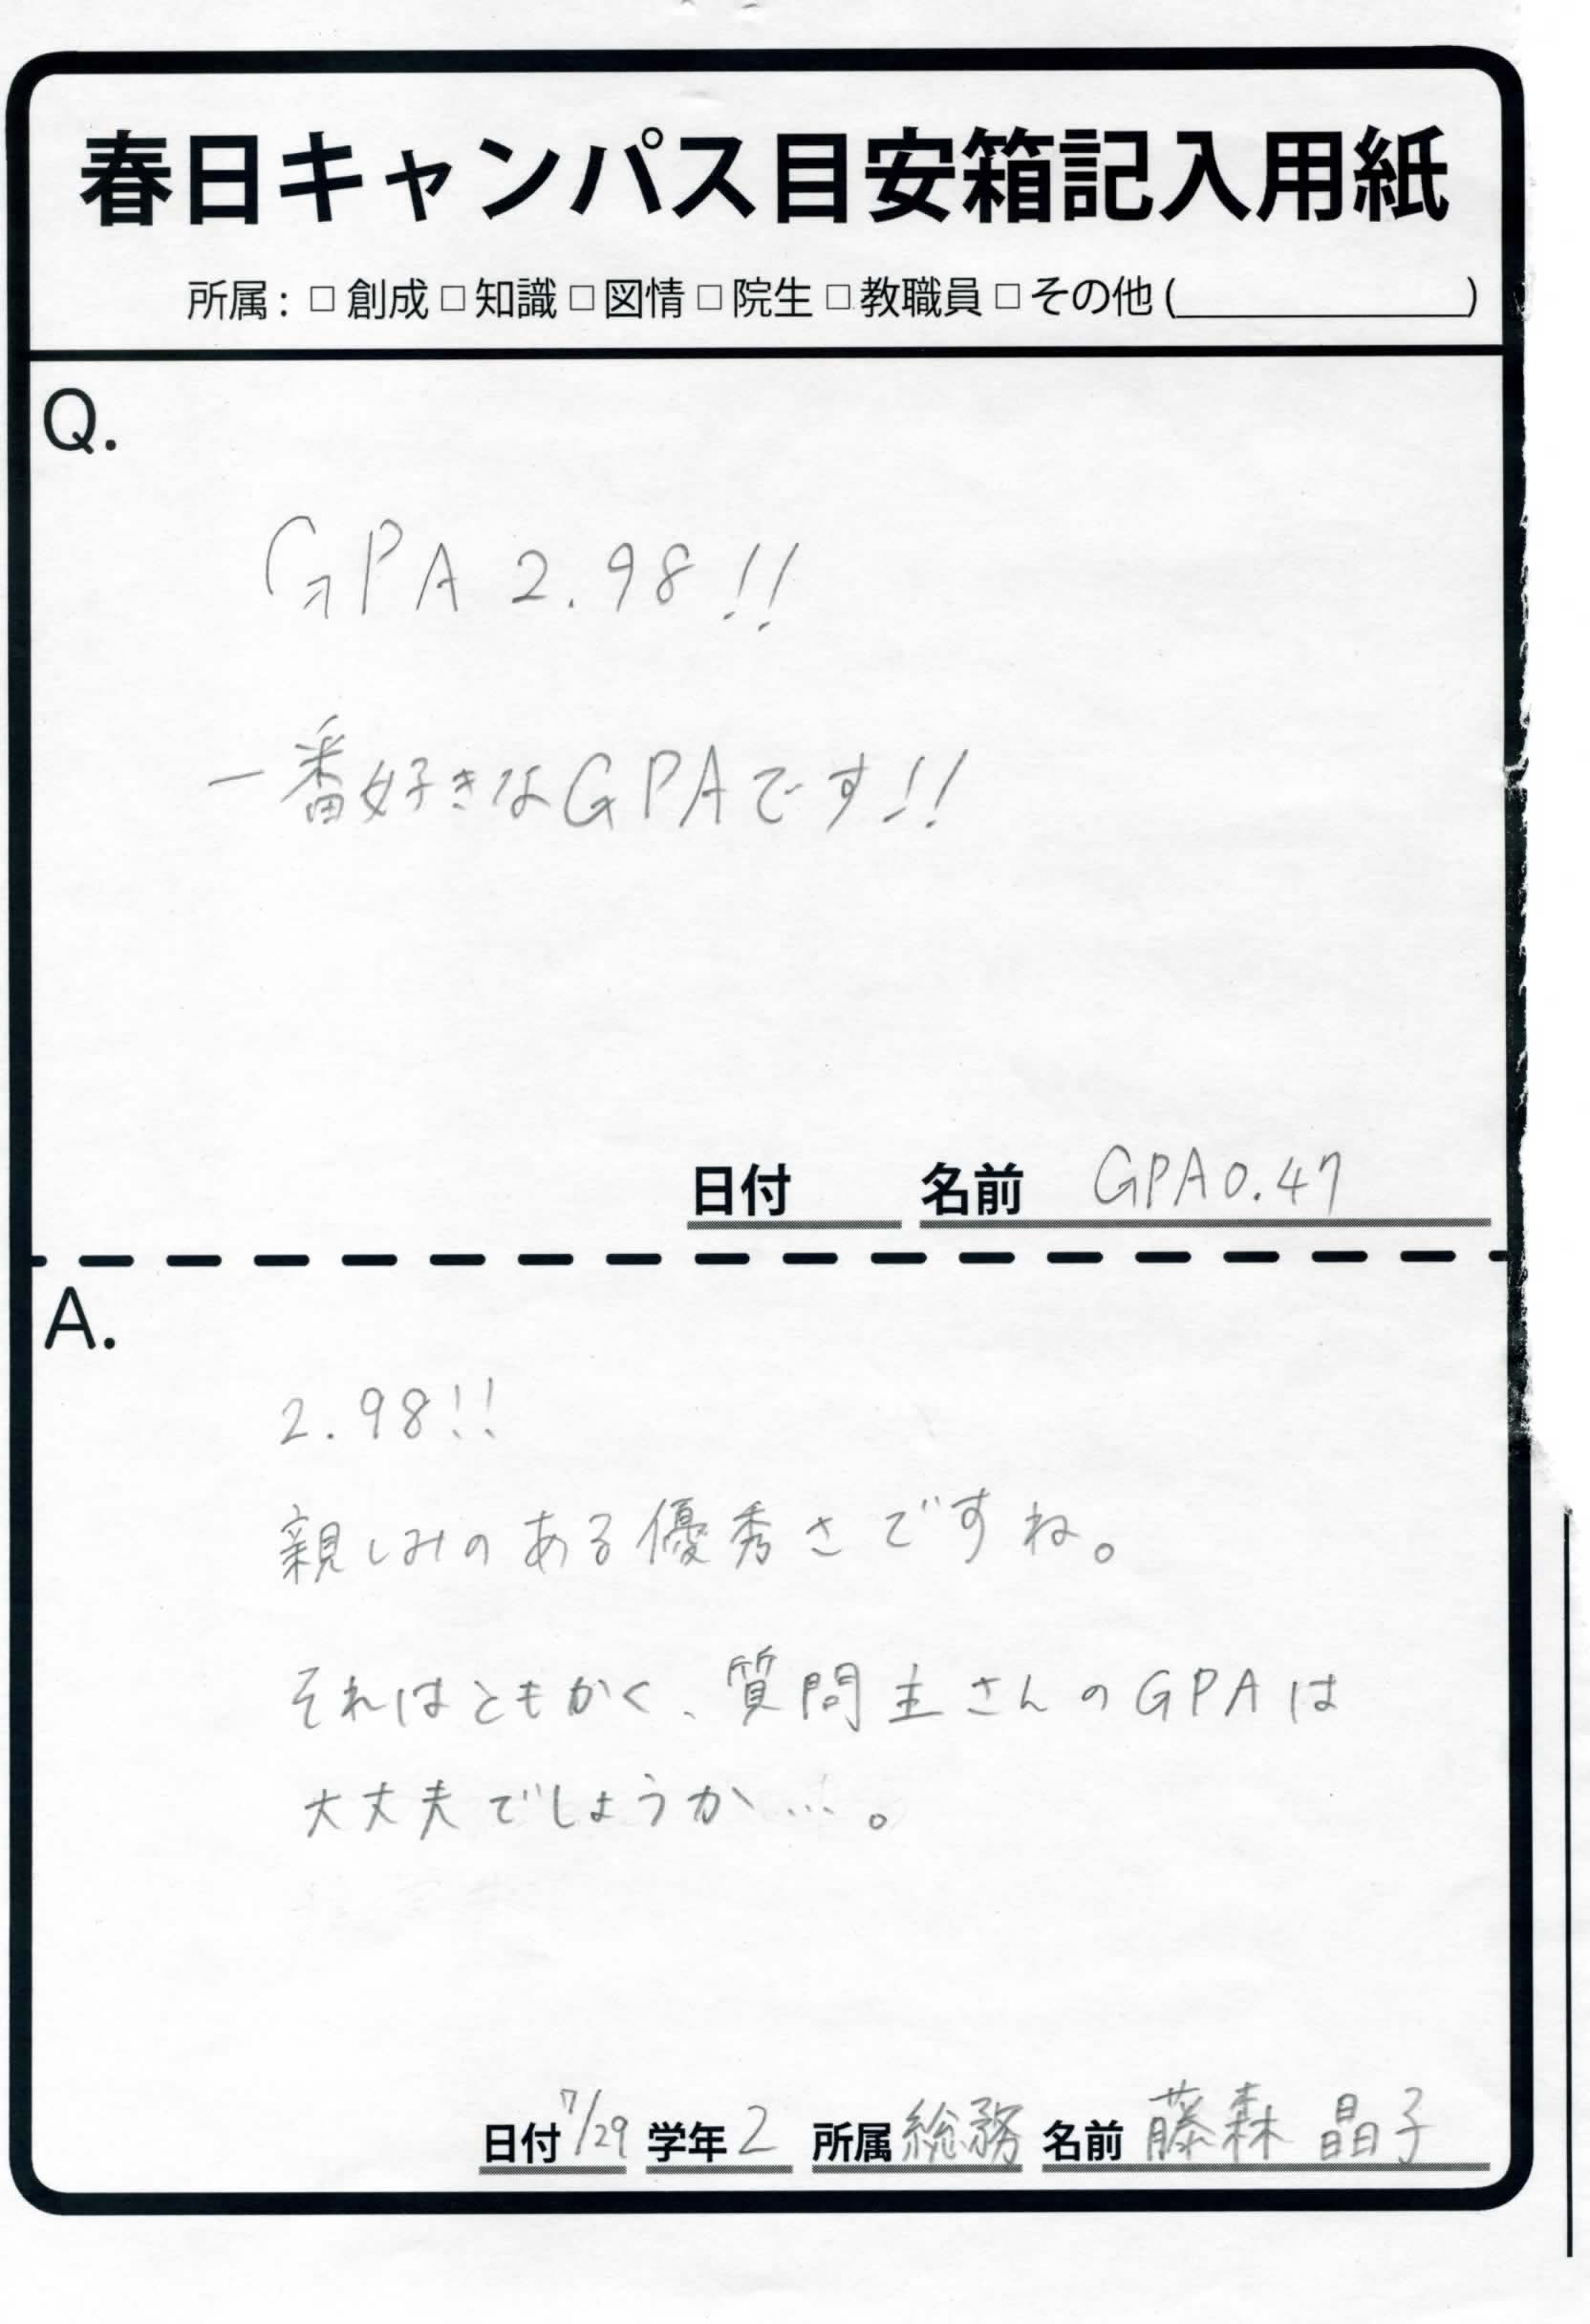 春日キャンパス目安箱記入用紙
所属：□ 創成 □ 知識 □ 図情 □ 院生 □ 教職員 □ その他 (　　　　　)
Q.
GPA 2.98!!
一番好きなGPAです!!
日付　　名前 GPA0.47
A.
2.98!!
親しみのある優秀さですね。
それはともかく、質問主さんのGPAは
大丈夫でしょうか…。
日付 7/29 学年 2 所属 総務 名前 藤森 晶子